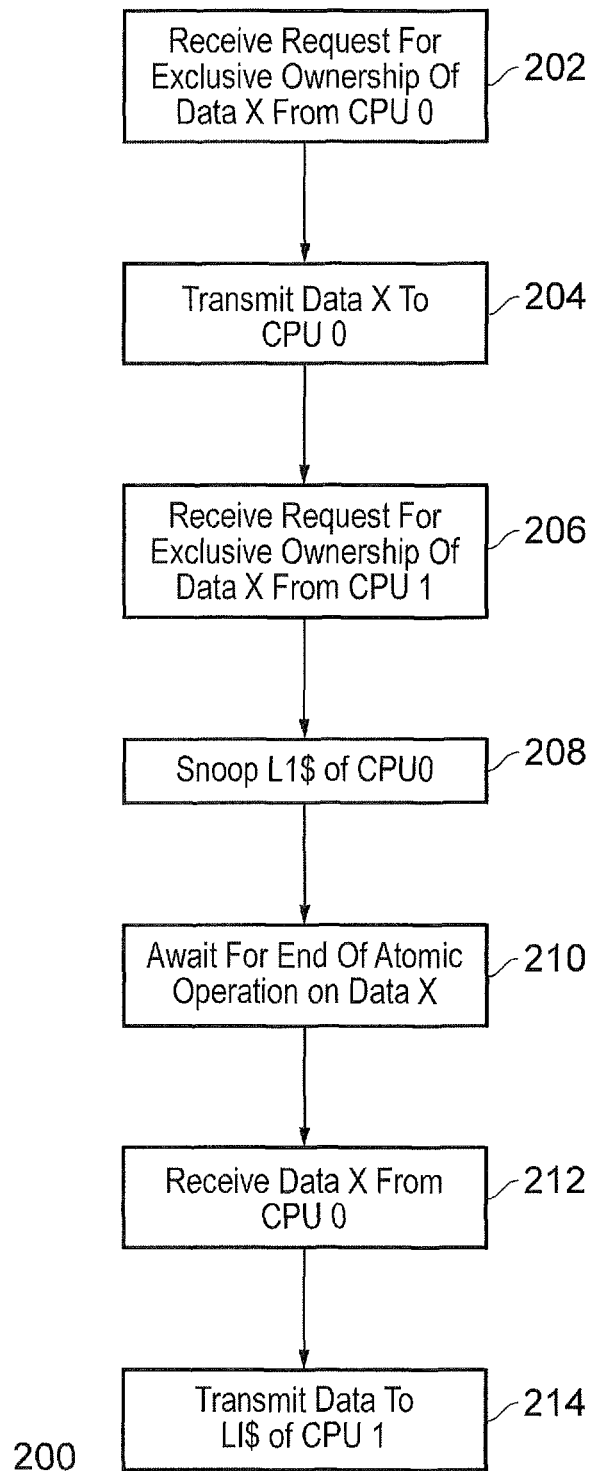 Receive Request For
Exclusive Ownership Of
Data X From CPU 0
202
Transmit Data X To
CPU 0
204
Receive Request For
Exclusive Ownership Of
Data X From CPU 1
206
Snoop L1$ of CPU0
208
Await For End Of Atomic
Operation on Data X
210
Receive Data X From
CPU 0
212
Transmit Data To
LI$ of CPU 1
214
200